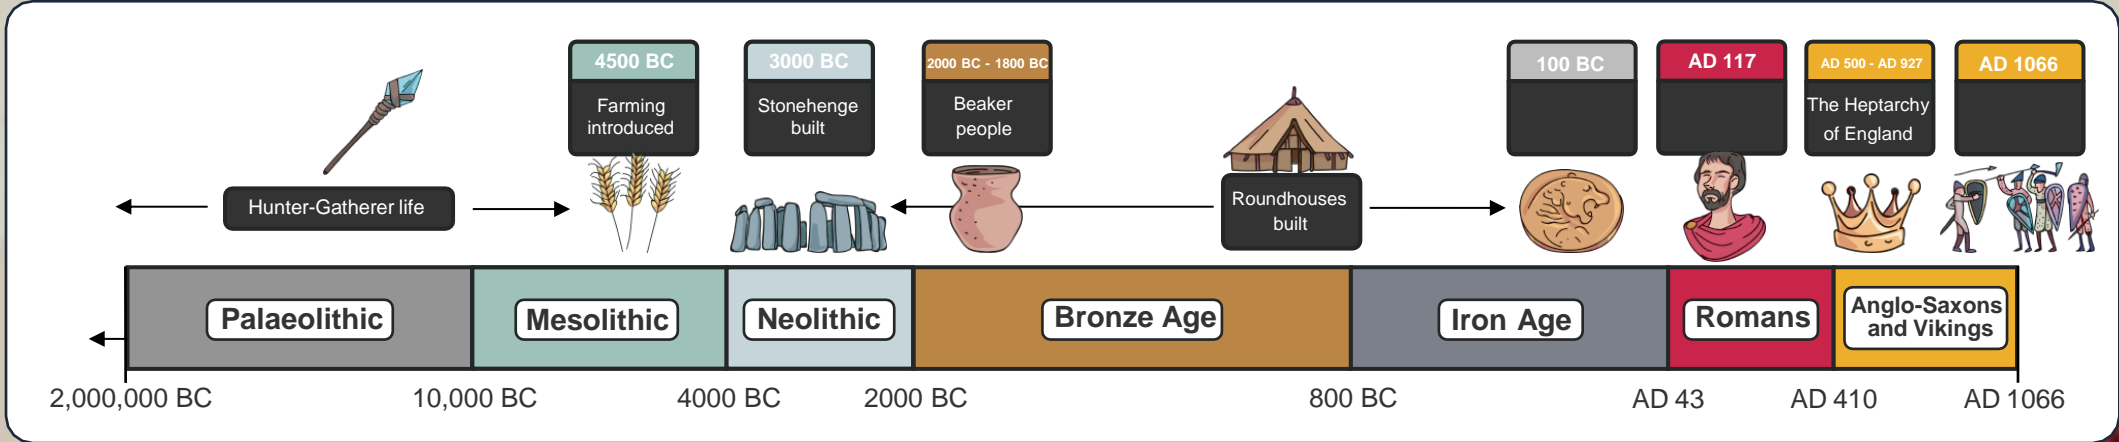 4500 BC
Farming
introduced
3000 BC
Stonehenge
built
2000 BC - 1800 BC
Beaker
people
100 BC
AD 117
AD 500 - AD 927
The Heptarchy
of England
AD 1066
Hunter-Gatherer life
Roundhouses
built
Palaeolithic
Mesolithic
Neolithic
Bronze Age
Iron Age
Romans
Anglo-Saxons
and Vikings
2,000,000 BC
10,000 BC
4000 BC
2000 BC
800 BC
AD 43
AD 410
AD 1066